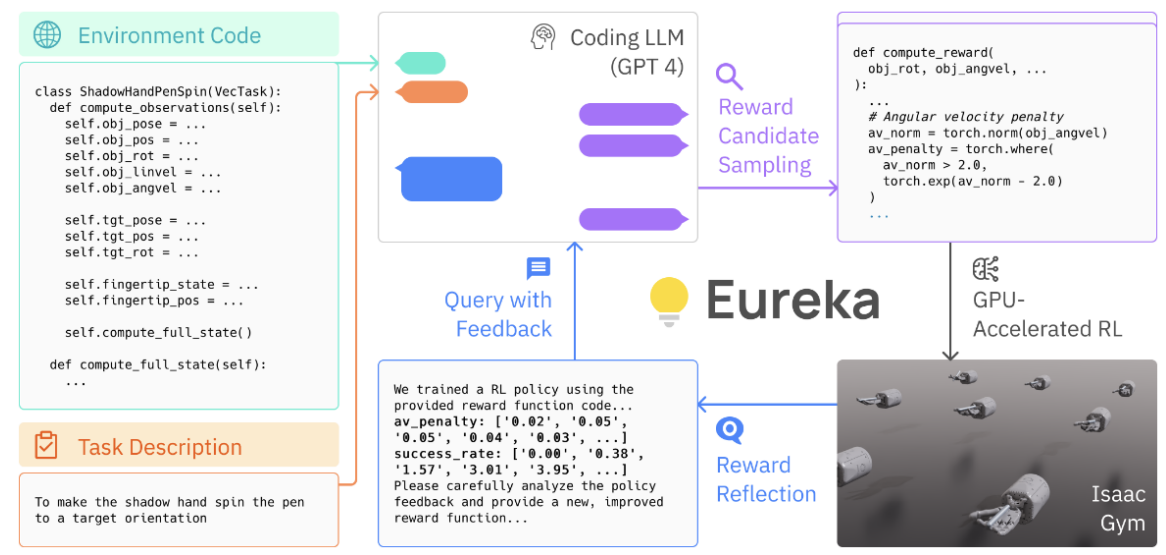 Environment Code
class ShadowHandPenSpin(VecTask):
def compute_observations(self):
self.obj_pose = ...
self.obj_pos = ...
self.obj_rot = ...
self.obj_linvel = ...
self.obj_angvel = ...
self.tgt_pose = ...
self.tgt_pos = ...
self.tgt_rot = ...
self.fingertip_state = ...
self.fingertip_pos = ...
self.compute_full_state()
def compute_full_state(self):
...
Task Description
To make the shadow hand spin the pen
to a target orientation
Coding LLM
(GPT 4)
Reward
Candidate
Sampling
def compute_reward(
obj_rot, obj_angvel, ...
):
...
# Angular velocity penalty
av_norm = torch.norm(obj_angvel)
av_penalty = torch.where(
av_norm > 2.0,
torch.exp(av_norm - 2.0)
)
...
Query with
Feedback
Eureka
GPU-
Accelerated RL
We trained a RL policy using the
provided reward function code...
av_penalty: ['0.02', '0.05',
'0.05', '0.04', '0.03', ...]
success_rate: ['0.00', '0.38',
'1.57', '3.01', '3.95', ...]
Please carefully analyze the policy
feedback and provide a new, improved
reward function...
Reward
Reflection
Isaac
Gym